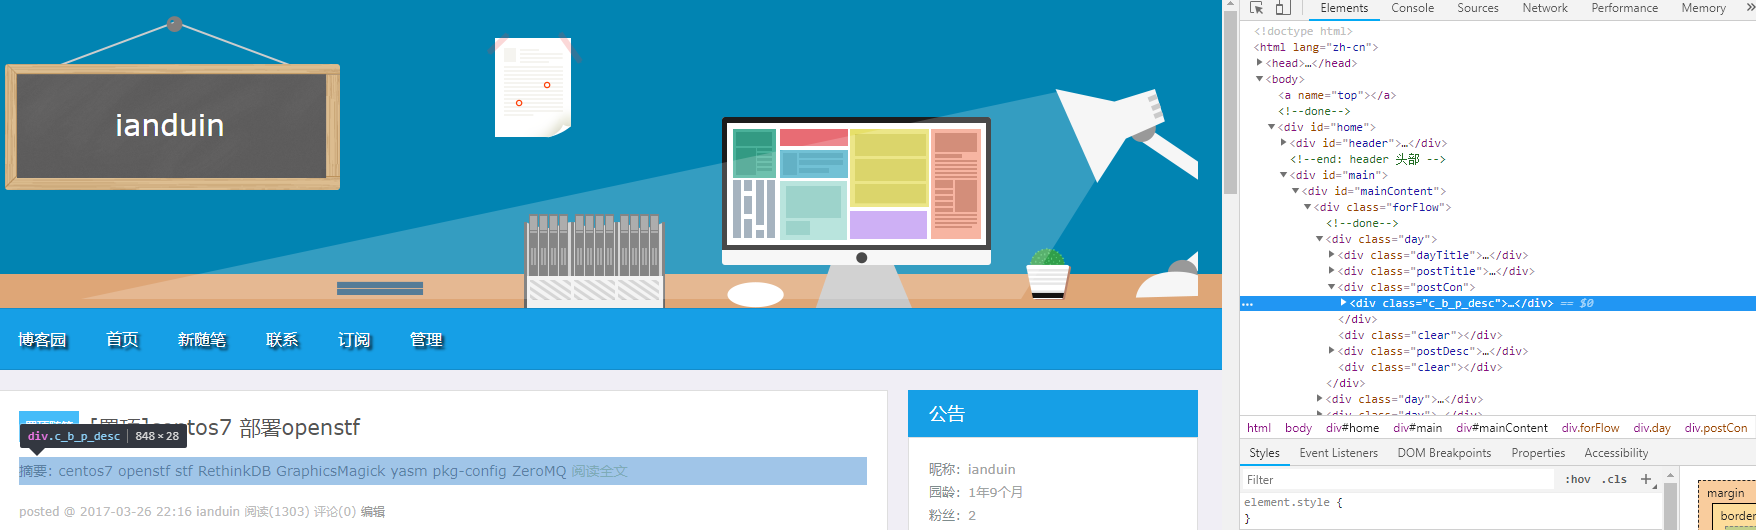 ianduin
博客园 首页 新随笔 联系 订阅 管理
[置顶]centos7 部署openstf
div.c_b_p_desc | 848×28
摘要: centos7 openstf stf RethinkDB GraphicsMagick yasm pkg-config ZeroMQ 阅读全文
posted @ 2017-03-26 22:16 ianduin 阅读(1303) 评论(0) 编辑
公告
昵称: ianduin
园龄: 1年9个月
粉丝: 2
Elements Console Sources Network Performance Memory »
<!doctype html>
<html lang="zh-cn">
<head>…</head>
<body>
<a name="top"></a>
<!--done-->
<div id="home">
<div id="header">…</div>
<!--end: header 头部 -->
<div id="main">
<div id="mainContent">
<div class="forFlow">
<!--done-->
<div class="day">
<div class="dayTitle">…</div>
<div class="postTitle">…</div>
<div class="postCon">
<div class="c_b_p_desc">…</div> == $0
</div>
<div class="clear"></div>
<div class="postDesc">…</div>
<div class="clear"></div>
</div>
<div class="day">…</div>
html body div#home div#main div#mainContent div.forFlow div.day div.postCon
Styles Event Listeners DOM Breakpoints Properties Accessibility
Filter :hov .cls +
element.style {
}
margin
border